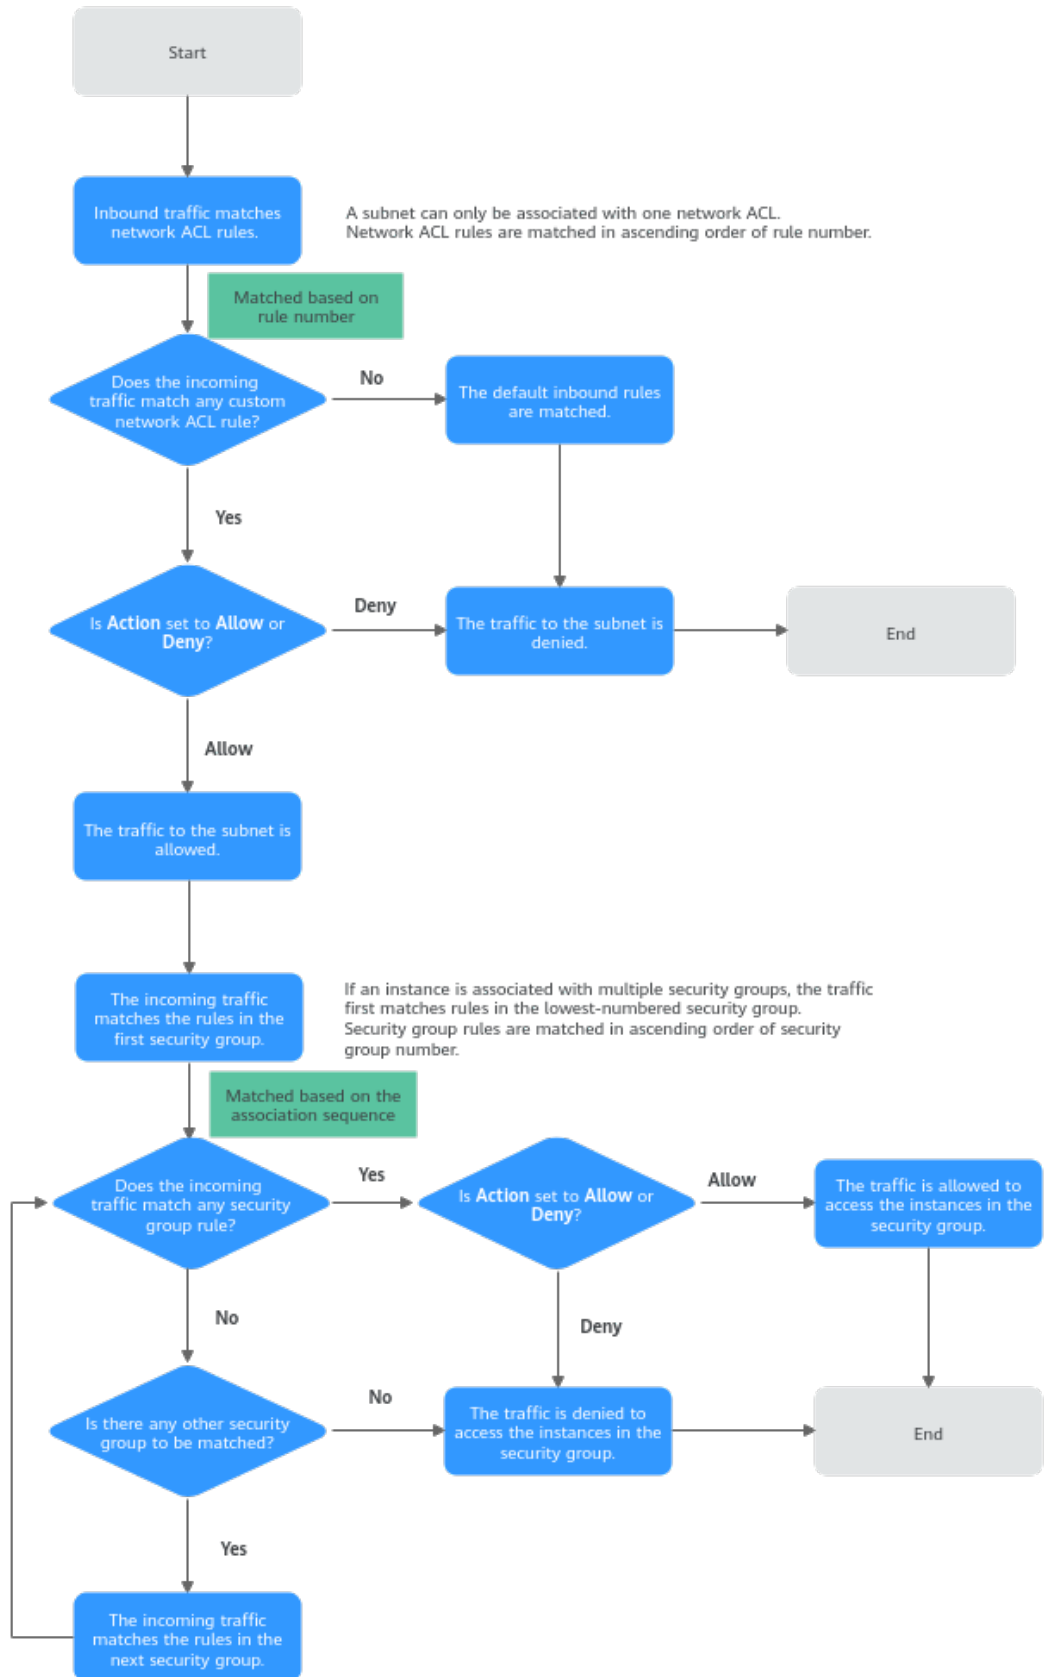 Start
Inbound traffic matches
network ACL rules.
A subnet can only be associated with one network ACL.
Network ACL rules are matched in ascending order of rule number.
Matched based on
rule number
Does the incoming
traffic match any custom
network ACL rule?
No
The default inbound rules
are matched.
Yes
Is Action set to Allow or
Deny?
Deny
The traffic to the subnet is
denied.
End
Allow
The traffic to the subnet is
allowed.
The incoming traffic
matches the rules in the
first security group.
If an instance is associated with multiple security groups, the traffic
first matches rules in the lowest-numbered security group.
Security group rules are matched in ascending order of security
group number.
Matched based on the
association sequence
Does the incoming
traffic match any security
group rule?
Yes
Is Action set to Allow or
Deny?
Allow
The traffic is allowed to
access the instances in the
security group.
No
Deny
Is there any other security
group to be matched?
No
The traffic is denied to
access the instances in the
security group.
End
Yes
The incoming traffic
matches the rules in the
next security group.